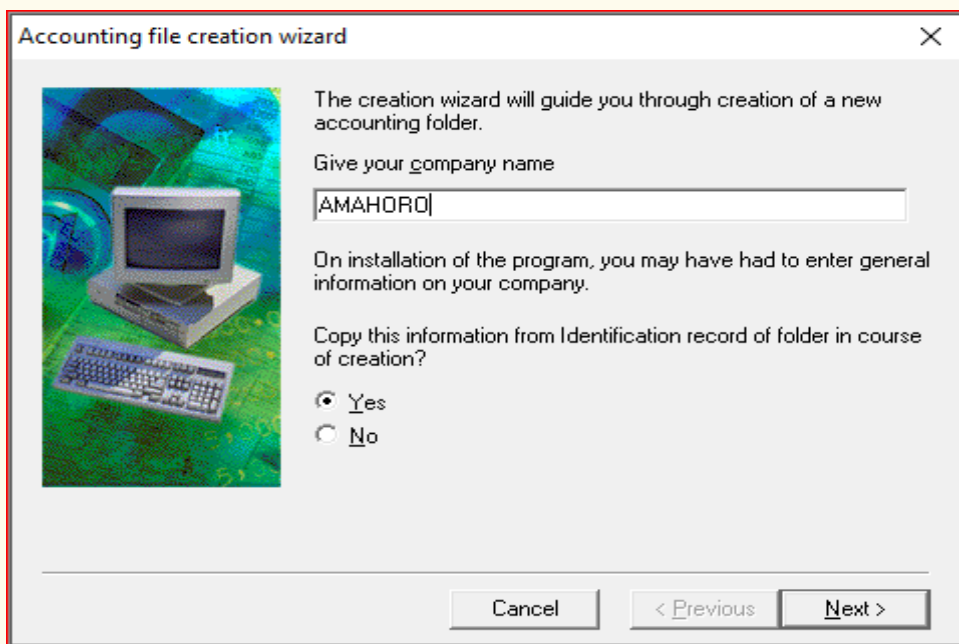 Accounting file creation wizard
The creation wizard will guide you through creation of a new
accounting folder.
Give your company name
AMAHORO
On installation of the program, you may have had to enter general
information on your company.
Copy this information from Identification record of folder in course
of creation?
Yes
No
Cancel
< Previous
Next >